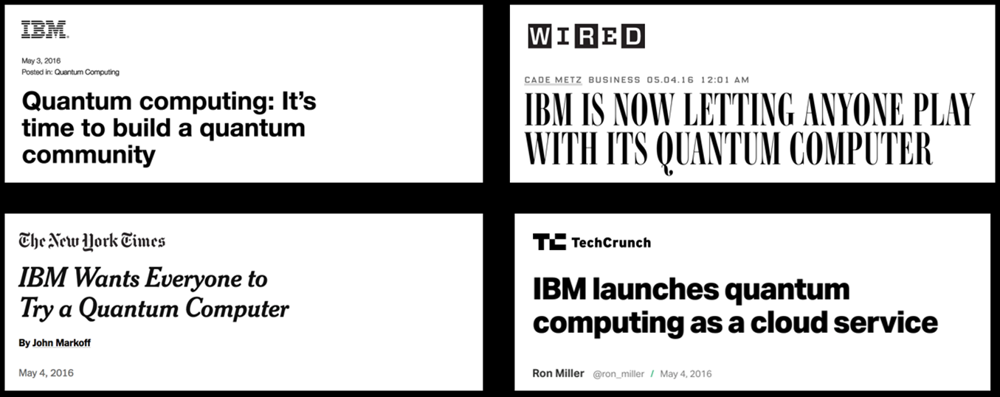 IBM
May 3, 2016
Posted in: Quantum Computing
Quantum computing: It's
time to build a quantum
community
WIRED
CADE METZ BUSINESS 05.04.16 12:01 AM
IBM IS NOW LETTING ANYONE PLAY
WITH ITS QUANTUM COMPUTER
The New York Times
IBM Wants Everyone to
Try a Quantum Computer
By John Markoff
May 4, 2016
TC TechCrunch
IBM launches quantum
computing as a cloud service
Ron Miller @ron_miller / May 4, 2016